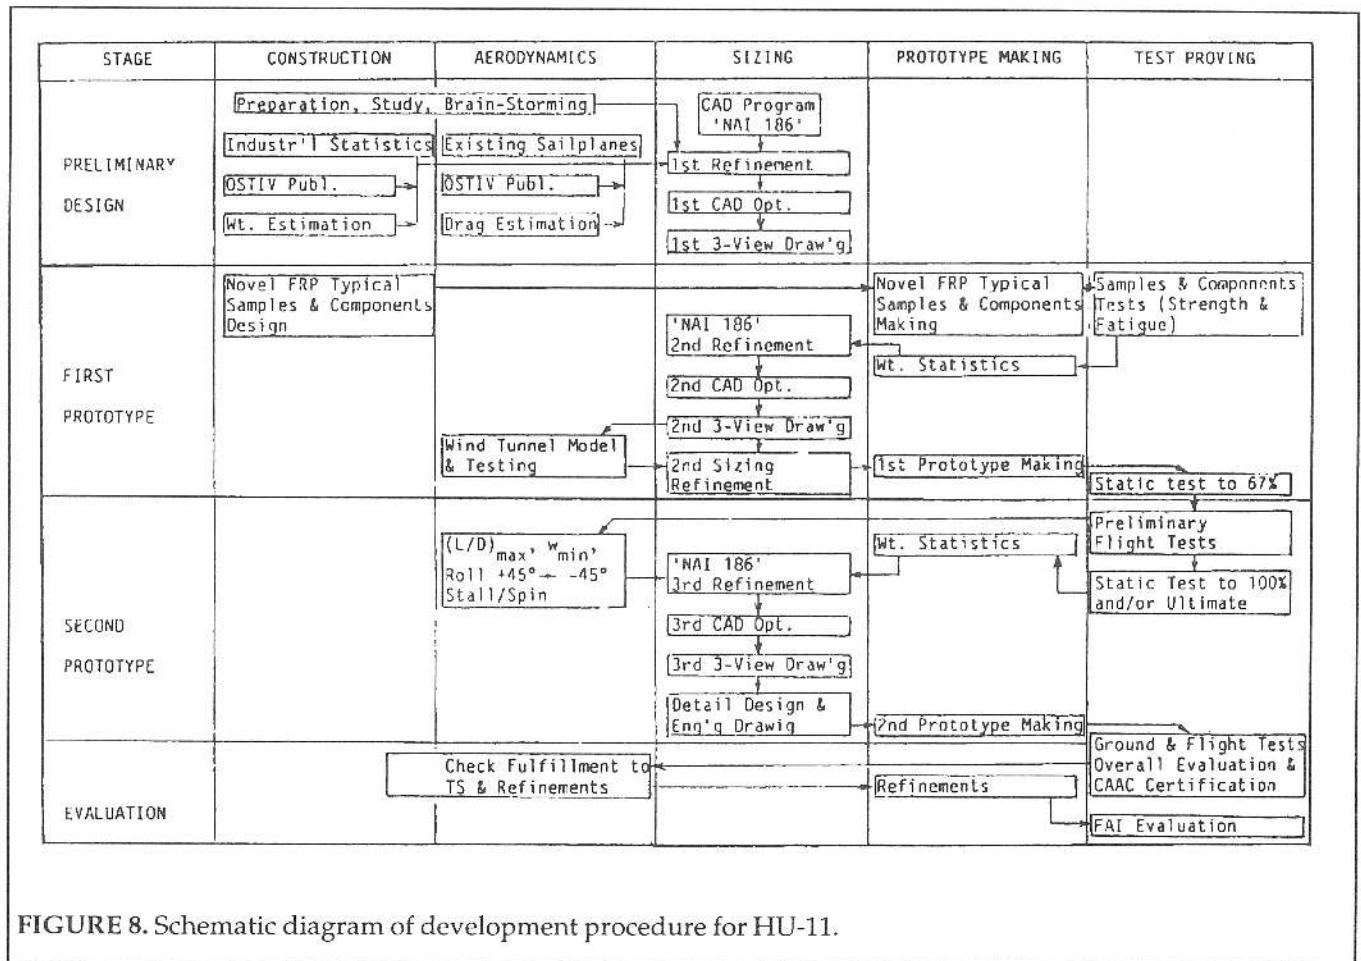 STAGE
CONSTRUCTION
AERODYNAMICS
SIZING
PROTOTYPE MAKING
TEST PROVING
PRELIMINARY
DESIGN
Preparation, Study, Brain-Storming
CAD Program
'NAI 186'
Industr'l Statistics
Existing Sailplanes
1st Refinement
OSTIV Publ.
OSTIV Publ.
1st CAD Opt.
Wt. Estimation
Drag Estimation
1st 3-View Draw'g
FIRST
PROTOTYPE
Novel FRP Typical
Samples & Components
Design
Novel FRP Typical
Samples & Components
Making
Samples & Components
Tests (Strength &
Fatigue)
'NAI 186'
2nd Refinement
Wt. Statistics
2nd CAD Opt.
2nd 3-View Draw'g
Wind Tunnel Model
& Testing
2nd Sizing
Refinement
1st Prototype Making
Static test to 67%
SECOND
PROTOTYPE
Preliminary
Flight Tests
(L/D)max, wmin,
Roll +45° → -45°
Stall/Spin
'NAI 186'
3rd Refinement
Wt. Statistics
Static Test to 100%
and/or Ultimate
3rd CAD Opt.
3rd 3-View Draw'g
Detail Design &
Eng'g Drawig
2nd Prototype Making
EVALUATION
Ground & Flight Tests
Overall Evaluation &
CAAC Certification
Check Fulfillment to
TS & Refinements
Refinements
FAI Evaluation
FIGURE 8. Schematic diagram of development procedure for HU-11.